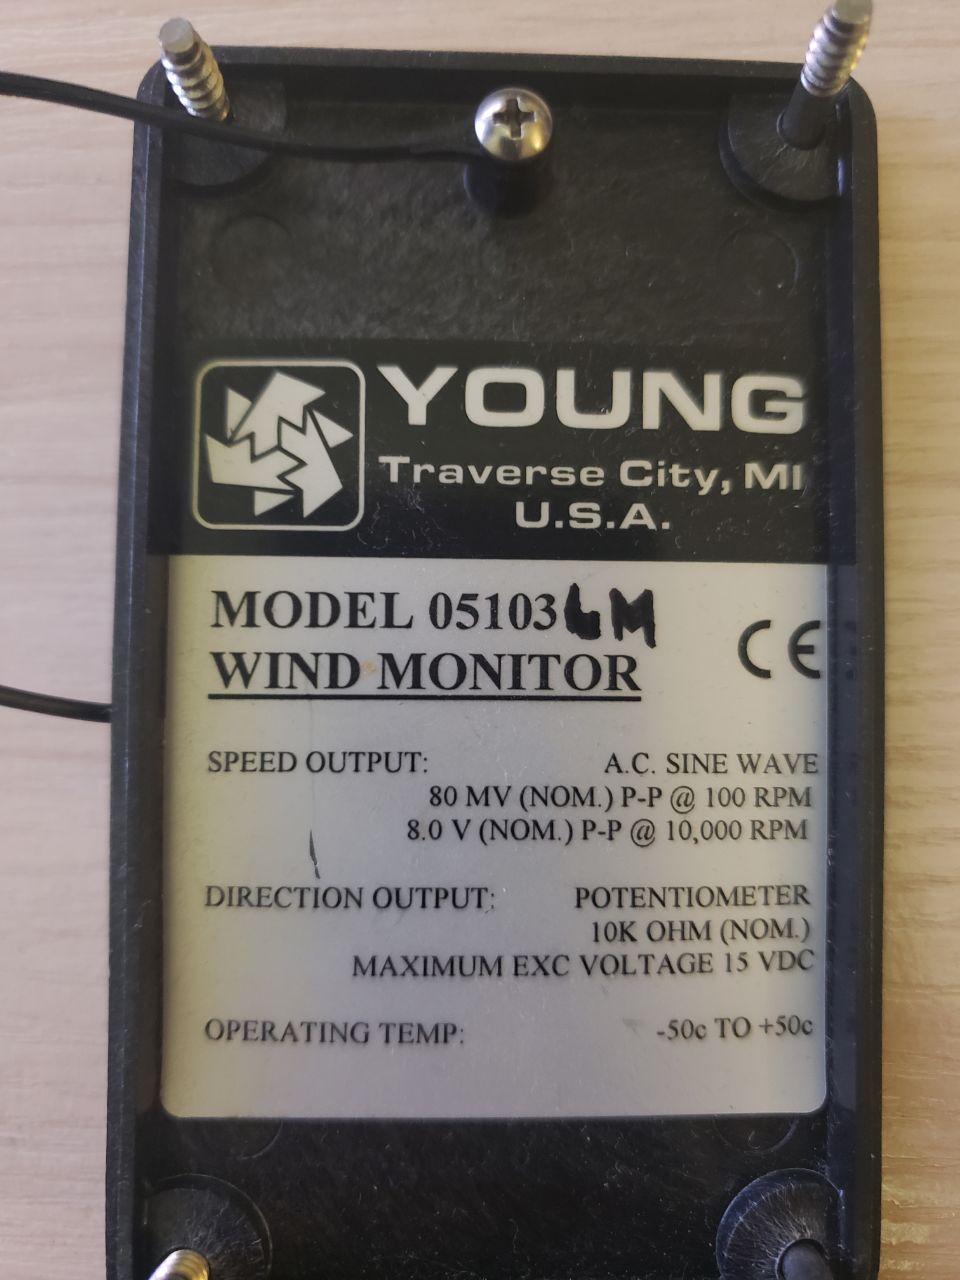 YOUNG
Traverse City, MI
U.S.A.
MODEL 05103LM
WIND MONITOR
CE
SPEED OUTPUT: A.C. SINE WAVE
80 MV (NOM.) P-P @ 100 RPM
8.0 V (NOM.) P-P @ 10,000 RPM
DIRECTION OUTPUT: POTENTIOMETER
10K OHM (NOM.)
MAXIMUM EXC VOLTAGE 15 VDC
OPERATING TEMP: -50c TO +50c